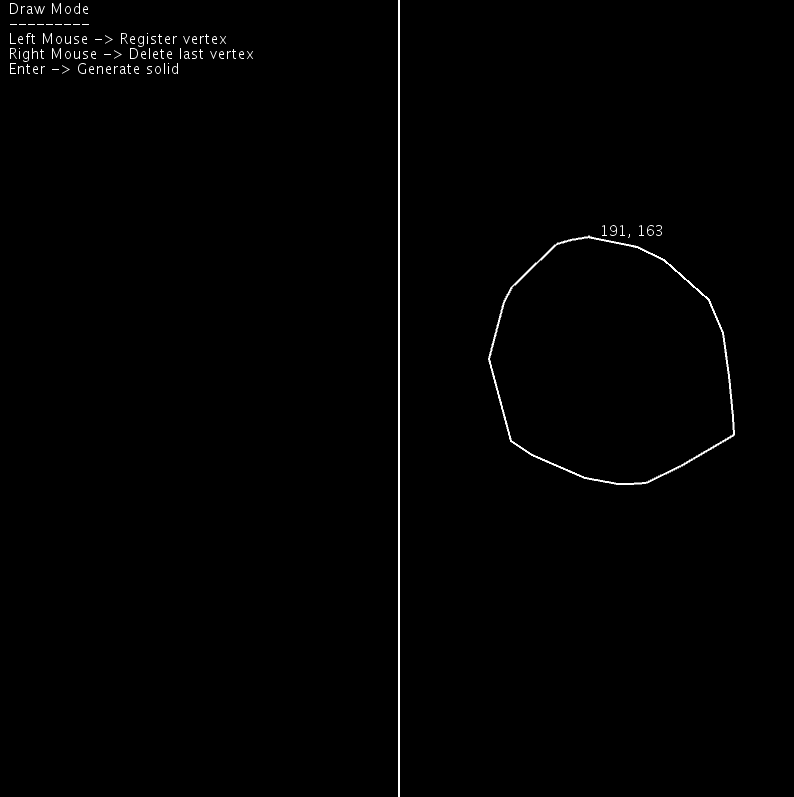 Draw Mode
---------
Left Mouse -> Register vertex
Right Mouse -> Delete last vertex
Enter -> Generate solid
191, 163